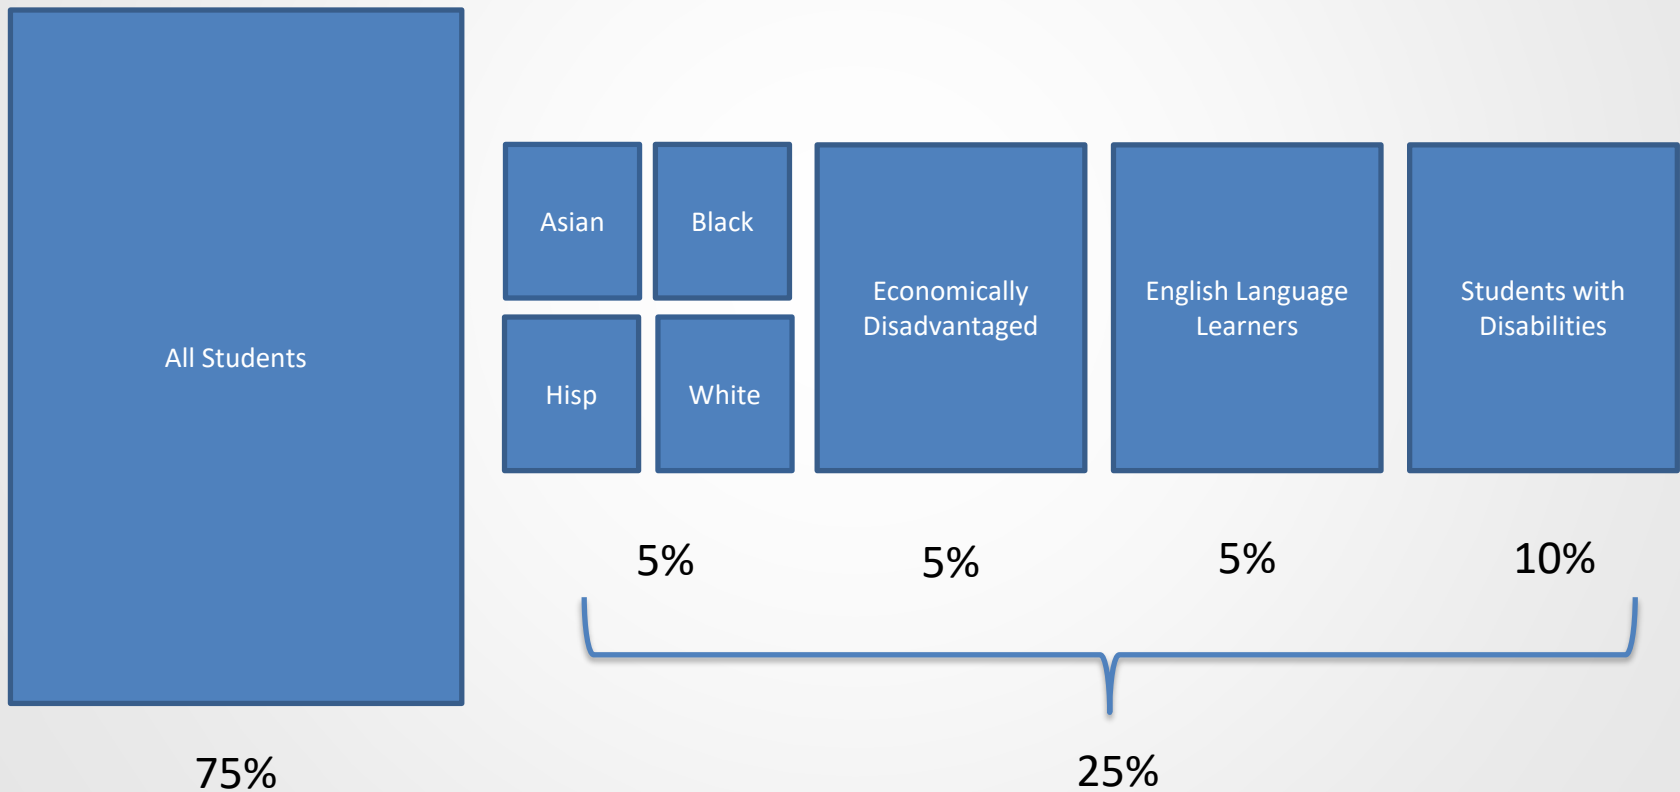 All Students
Asian
Black
Hisp
White
Economically
Disadvantaged
English Language
Learners
Students with
Disabilities
5%
5%
5%
10%
75%
25%